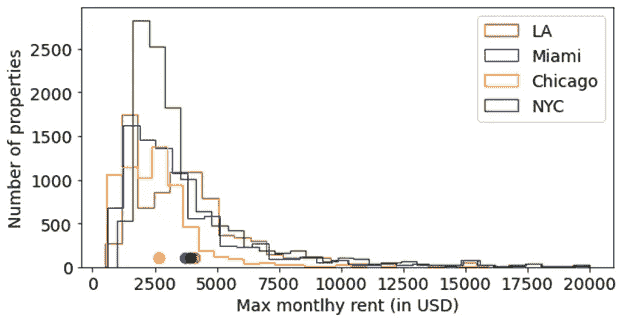 LA
Miami
Chicago
NYC
2500
2000
1500
1000
500
0
Number of properties
0 2500 5000 7500 10000 12500 15000 17500 20000
Max montlhy rent (in USD)